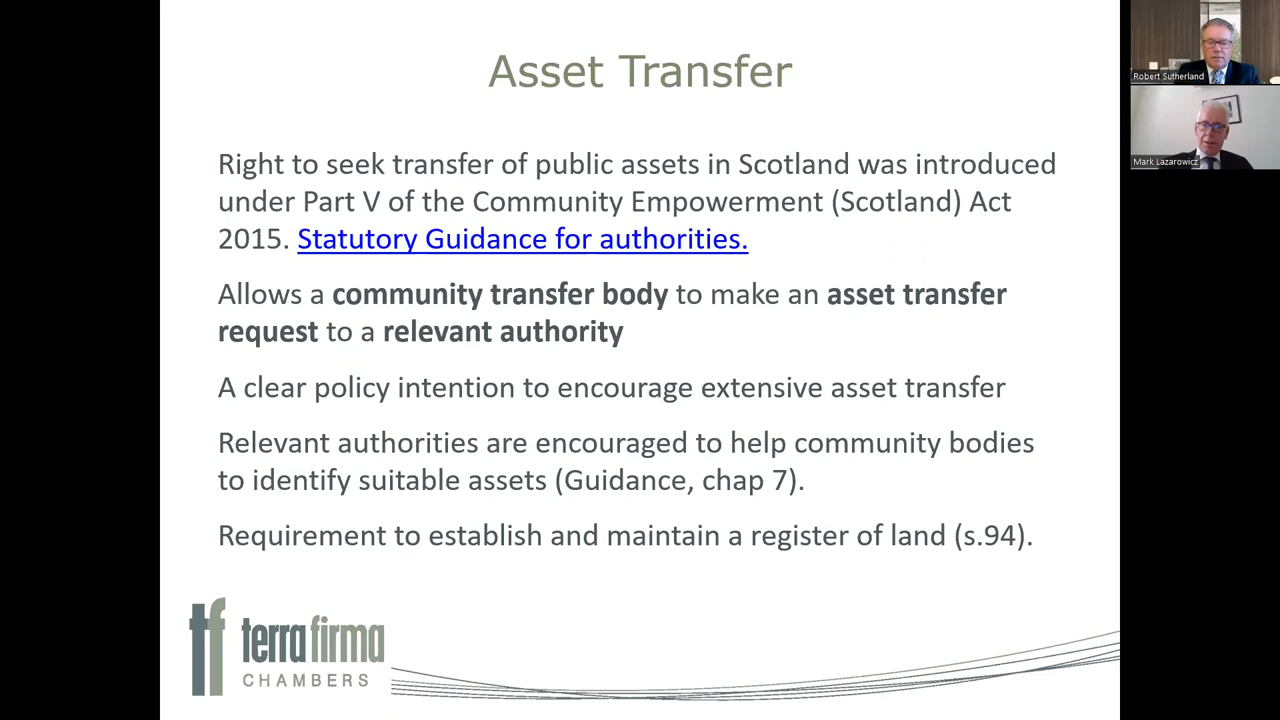 Asset Transfer
Right to seek transfer of public assets in Scotland was introduced
under Part V of the Community Empowerment (Scotland) Act
2015. Statutory Guidance for authorities.
Allows a community transfer body to make an asset transfer
request to a relevant authority
A clear policy intention to encourage extensive asset transfer
Relevant authorities are encouraged to help community bodies
to identify suitable assets (Guidance, chap 7).
Requirement to establish and maintain a register of land (s.94).
tf terra firma
CHAMBERS
Robert Sutherland
Mark Lazarowicz